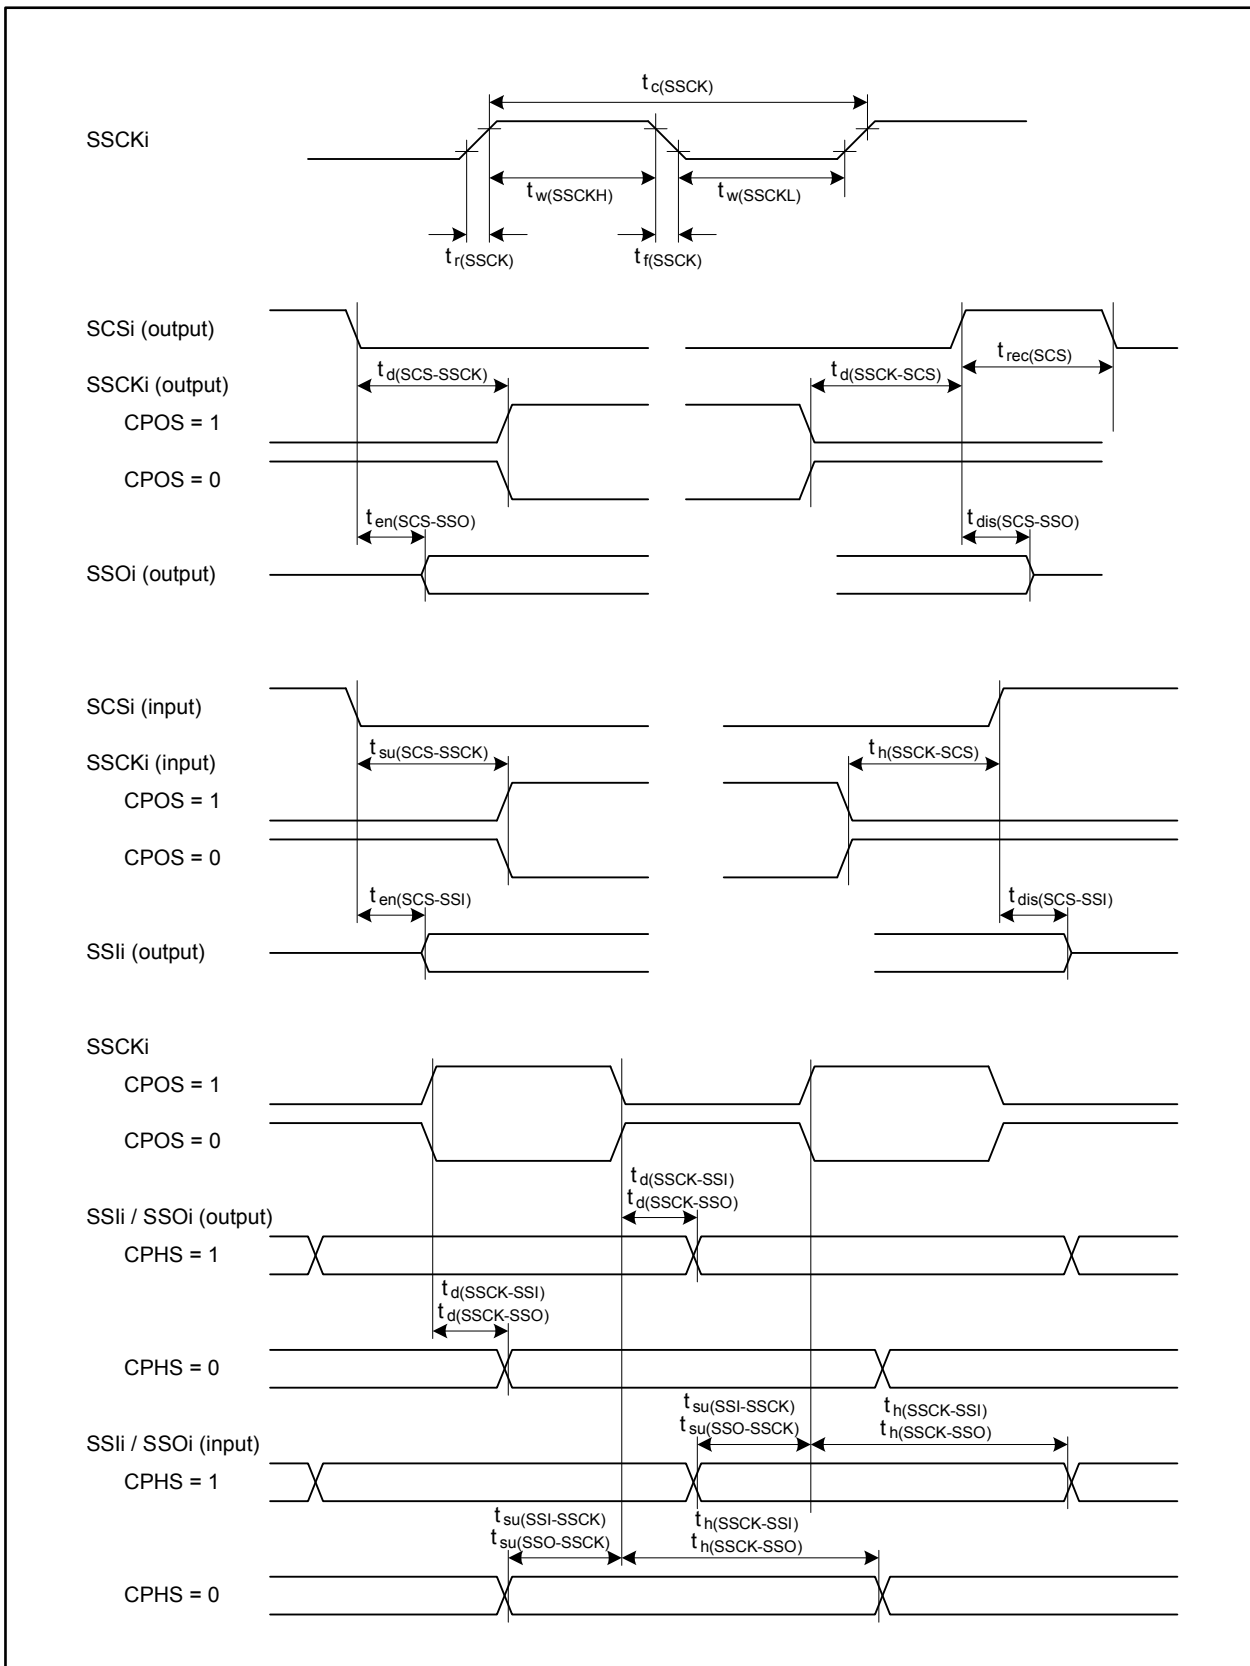 tc(SSCK)
SSCKi
tw(SSCKH) tw(SSCKL)
tr(SSCK) tf(SSCK)
SCSi (output)
trec(SCS)
td(SCS-SSCK) td(SSCK-SCS)
SSCKi (output)
CPOS = 1
CPOS = 0
ten(SCS-SSO) tdis(SCS-SSO)
SSOi (output)
SCSi (input)
tsu(SCS-SSCK) th(SSCK-SCS)
SSCKi (input)
CPOS = 1
CPOS = 0
ten(SCS-SSI) tdis(SCS-SSI)
SSIi (output)
SSCKi
CPOS = 1
CPOS = 0
td(SSCK-SSI)
td(SSCK-SSO)
SSIi / SSOi (output)
CPHS = 1
td(SSCK-SSI)
td(SSCK-SSO)
CPHS = 0
tsu(SSI-SSCK) th(SSCK-SSI)
tsu(SSO-SSCK) th(SSCK-SSO)
SSIi / SSOi (input)
CPHS = 1
tsu(SSI-SSCK) th(SSCK-SSI)
tsu(SSO-SSCK) th(SSCK-SSO)
CPHS = 0